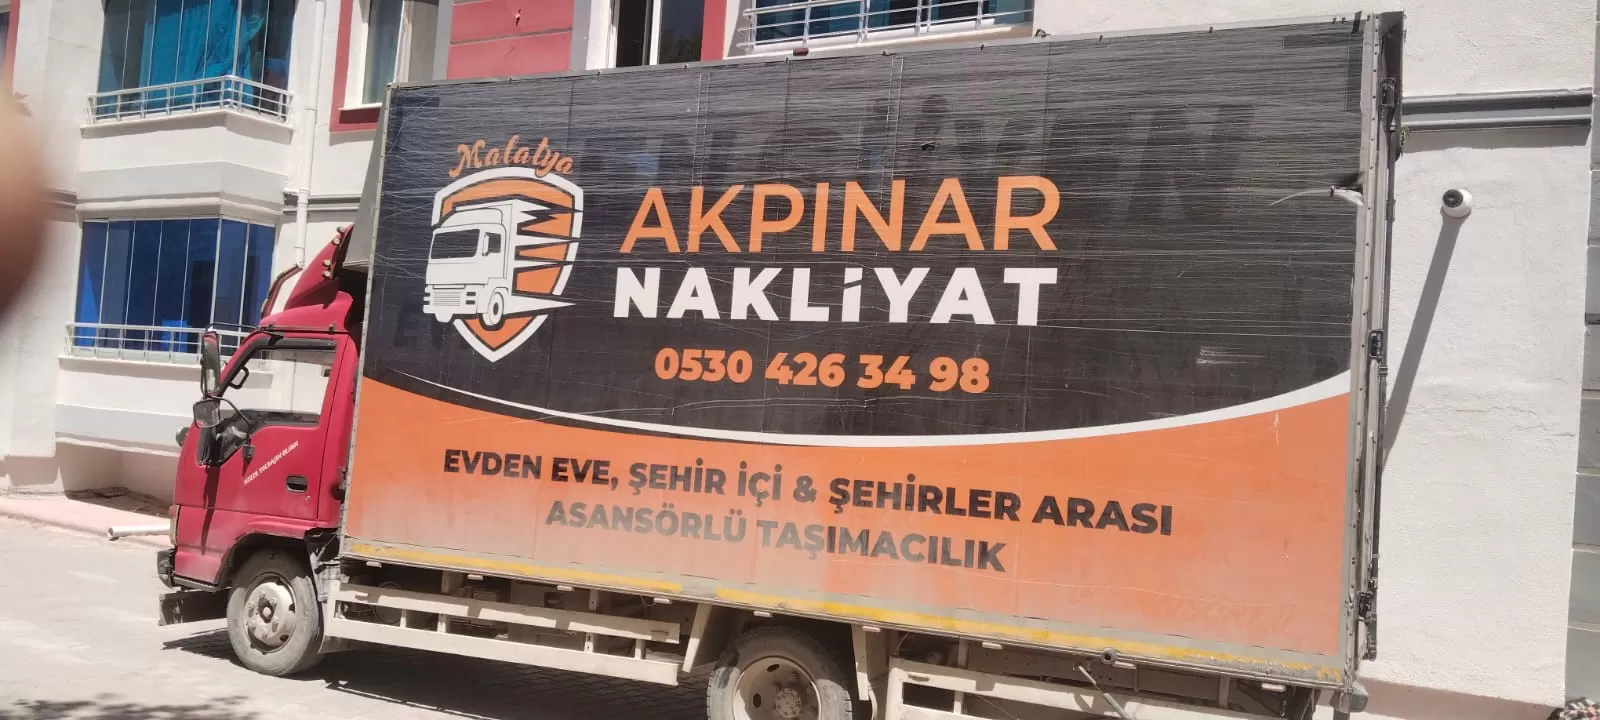 Malatya
AKPINAR
NAKLİYAT
0530 426 34 98
EVDEN EVE, ŞEHİR İÇİ & ŞEHİRLER ARASI
ASANSÖRLÜ TAŞIMACILIK